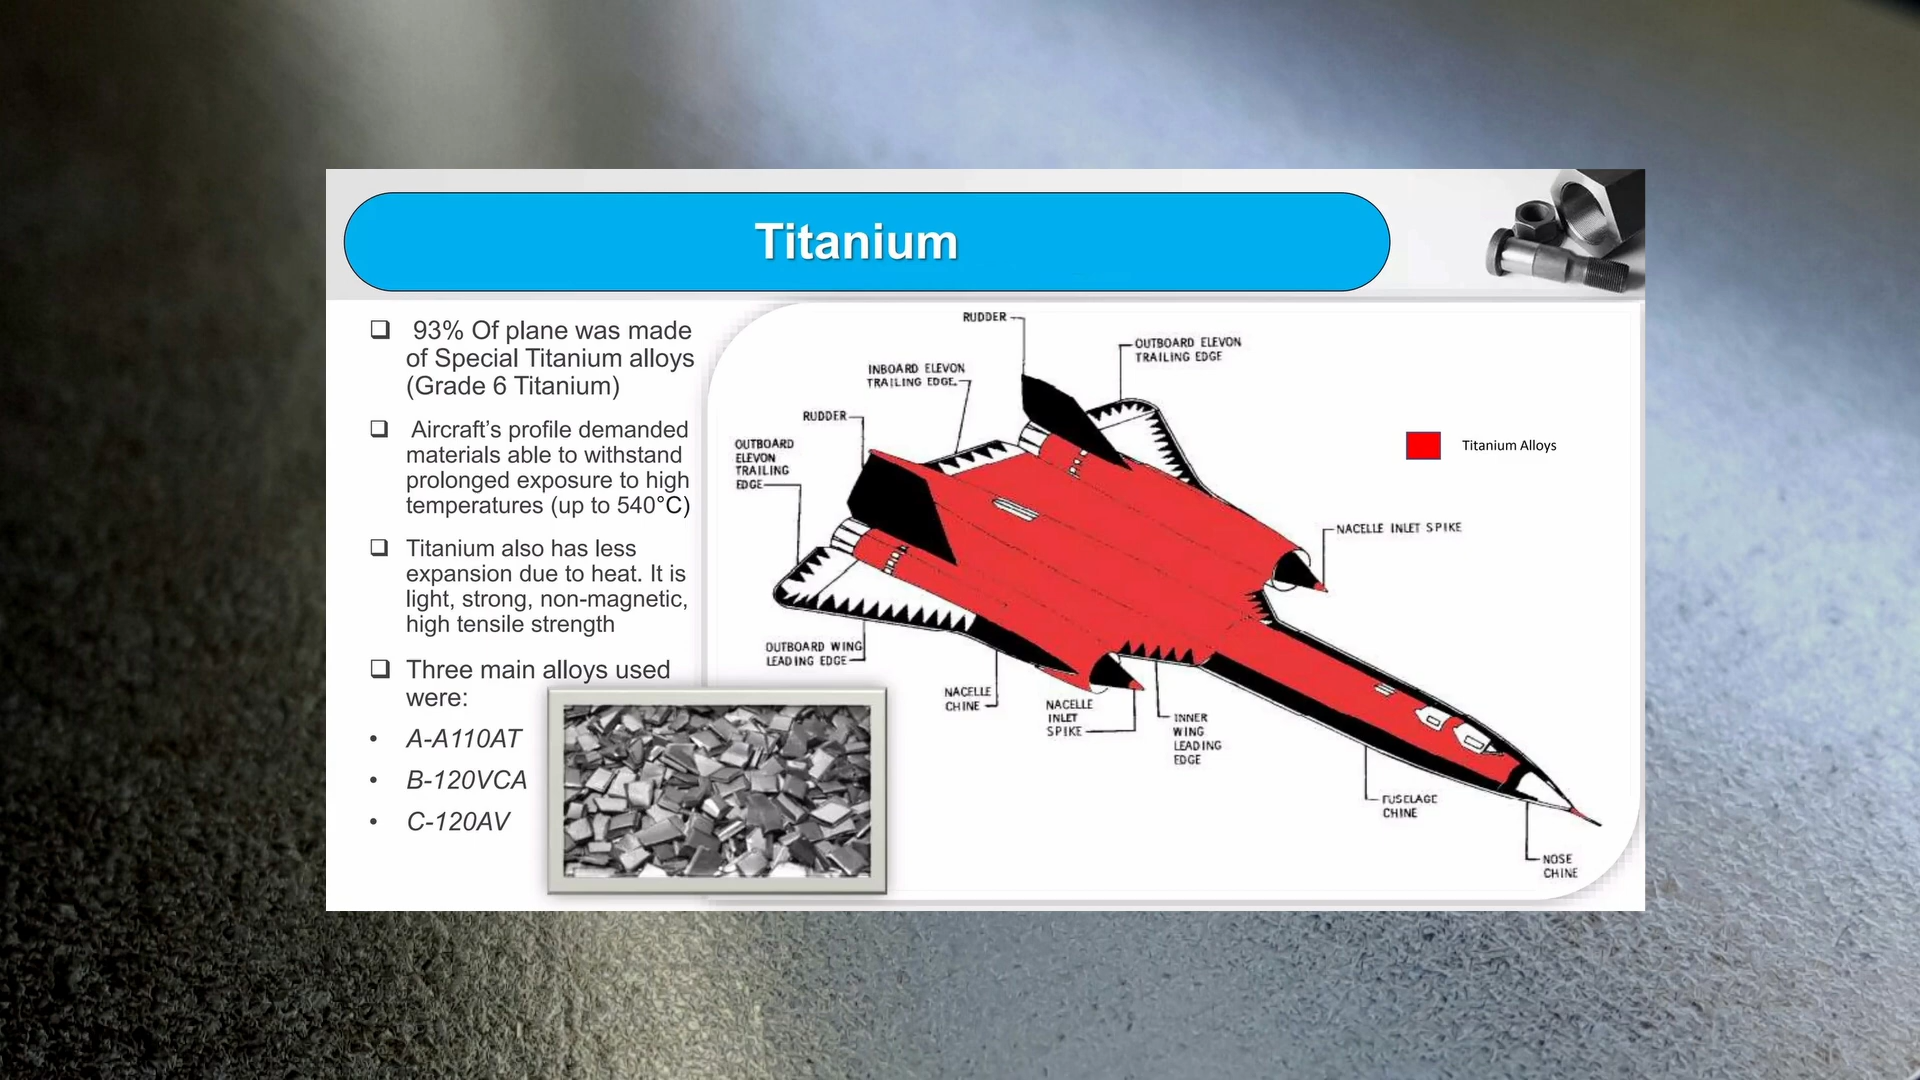 Titanium
93% Of plane was made
of Special Titanium alloys
(Grade 6 Titanium)
Aircraft’s profile demanded
materials able to withstand
prolonged exposure to high
temperatures (up to 540°C)
Titanium also has less
expansion due to heat. It is
light, strong, non-magnetic,
high tensile strength
Three main alloys used
were:
• A-A110AT
• B-120VCA
• C-120AV
RUDDER
OUTBOARD ELEVON
TRAILING EDGE
INBOARD ELEVON
TRAILING EDGE
RUDDER
OUTBOARD
ELEVON
TRAILING
EDGE
Titanium Alloys
NACELLE INLET SPIKE
OUTBOARD WING
LEADING EDGE
NACELLE
CHINE
NACELLE
INLET
SPIKE
INNER
WING
LEADING
EDGE
FUSELAGE
CHINE
NOSE
CHINE